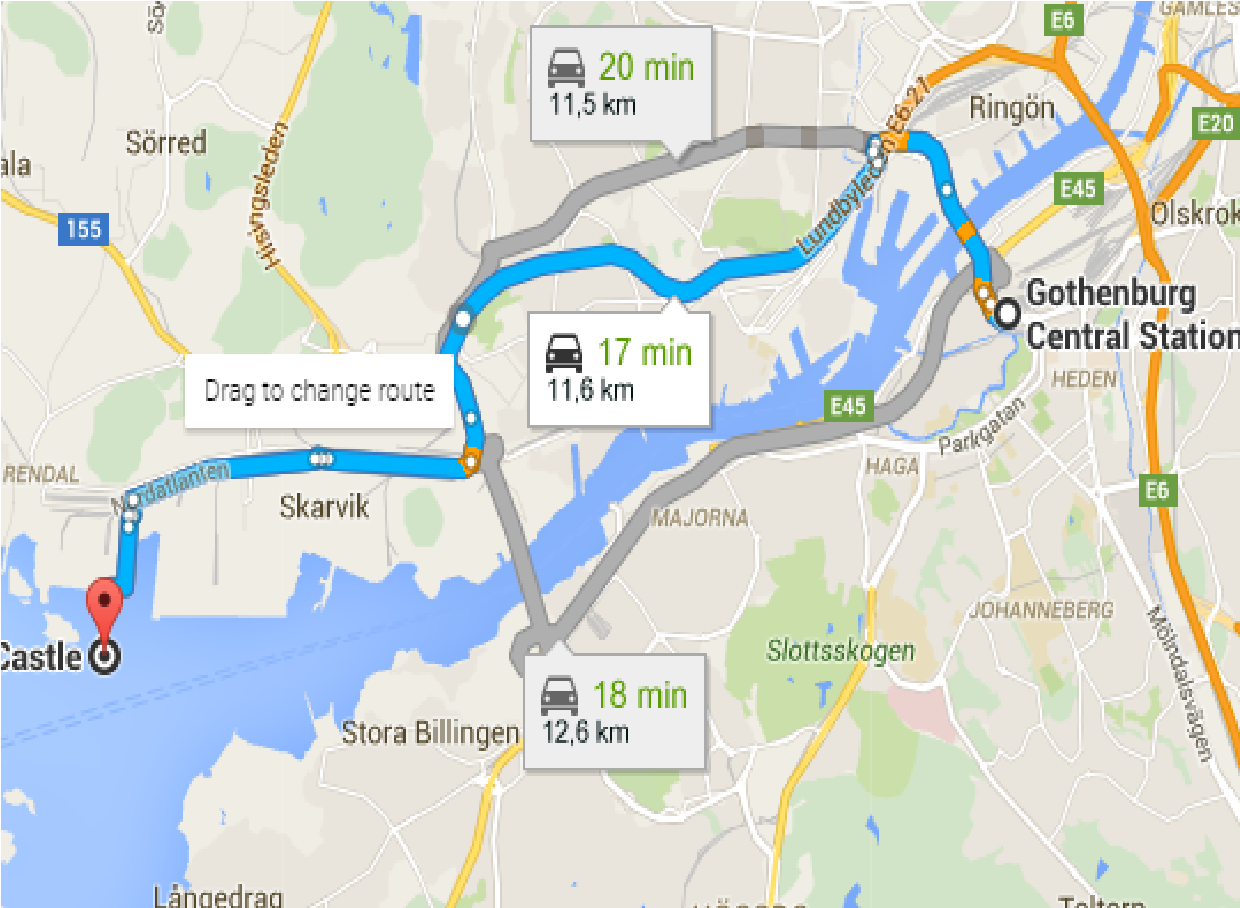 E6
GAMLES
20 min
11,5 km
E6.21
Ringön
E20
Sörred
ala
Hisingsleden
E45
155
Olskrok
Lundbyleden
Gothenburg
Central Station
17 min
11,6 km
Drag to change route
HEDEN
E45
Parkgatan
RENDAL
Nordatlanten
HAGA
E6
Skarvik
MAJORNA
JOHANNEBERG
Castle
Slottsskogen
Mölndalsvägen
18 min
12,6 km
Stora Billingen
Långedrag